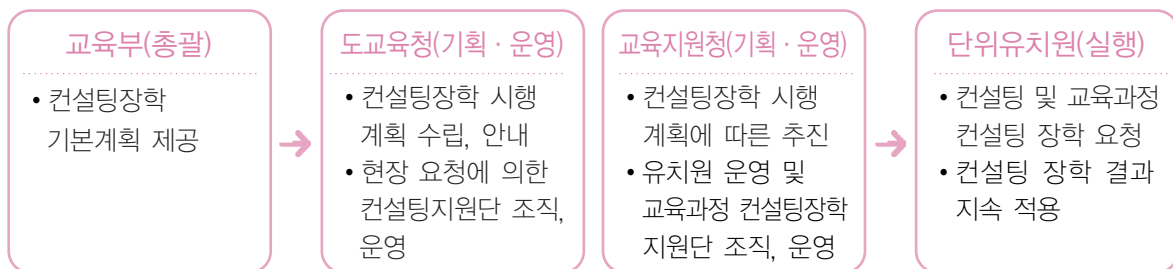 교육부(총괄)
• 컨설팅장학
기본계획 제공
도교육청(기획 · 운영)
• 컨설팅장학 시행
계획 수립, 안내
• 현장 요청에 의한
컨설팅지원단 조직,
운영
교육지원청(기획 · 운영)
• 컨설팅장학 시행
계획에 따른 추진
• 유치원 운영 및
교육과정 컨설팅장학
지원단 조직, 운영
단위유치원(실행)
• 컨설팅 및 교육과정
컨설팅 장학 요청
• 컨설팅 장학 결과
지속 적용